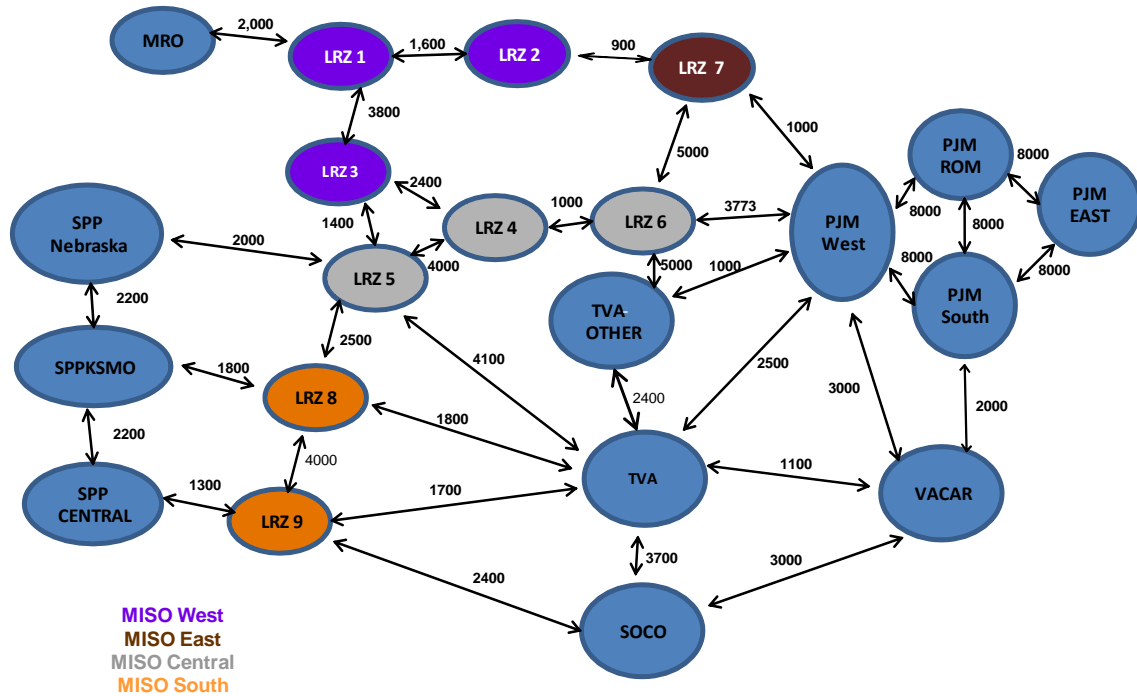 MRO
2,000
LRZ 1
1,600
LRZ 2
900
LRZ 7
3800
5000
1000
PJM
ROM
8000
PJM
EAST
LRZ 3
2400
1400
LRZ 4
1000
LRZ 6
3773
PJM
West
8000
8000
8000
8000
SPP
Nebraska
2000
4000
LRZ 5
5000
1000
PJM
South
2200
TVA-
OTHER
2500
4100
2500
3000
SPPKSMO
1800
LRZ 8
2400
2000
1800
2200
4000
1100
SPP
CENTRAL
1300
LRZ 9
1700
TVA
VACAR
3700
2400
3000
SOCO
MISO West
MISO East
MISO Central
MISO South